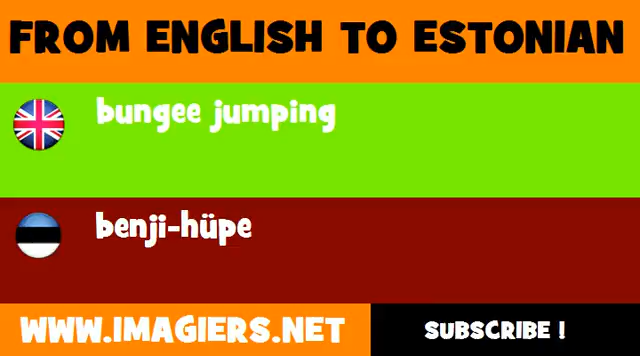 FROM ENGLISH TO ESTONIAN
bungee jumping
benji-hüpe
WWW.IMAGIERS.NET
SUBSCRIBE !